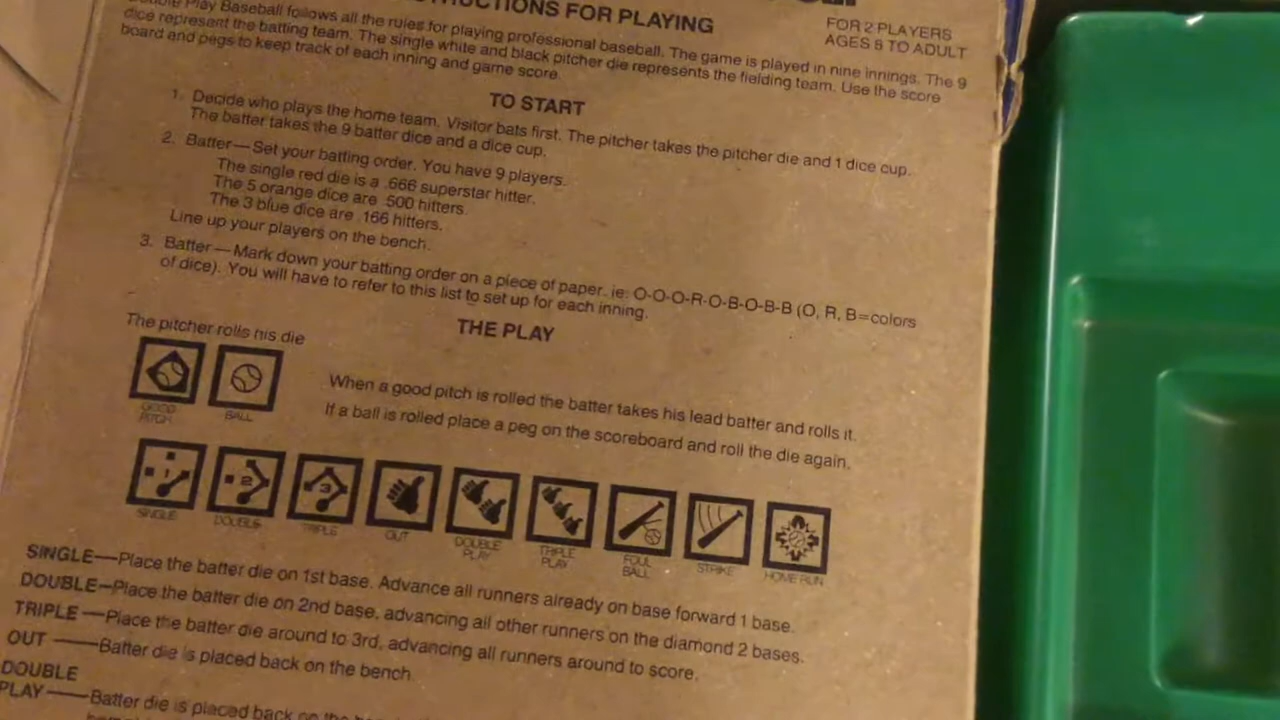 INSTRUCTIONS FOR PLAYING
FOR 2 PLAYERS
AGES 8 TO ADULT
Double Play Baseball follows all the rules for playing professional baseball. The game is played in nine innings. The 9
dice represent the batting team. The single white and black pitcher die represents the fielding team. Use the score
board and pegs to keep track of each inning and game score.
TO START
1. Decide who plays the home team. Visitor bats first. The pitcher takes the pitcher die and 1 dice cup.
The batter takes the 9 batter dice and a dice cup.
2. Batter—Set your batting order. You have 9 players.
The single red die is a .666 superstar hitter.
The 5 orange dice are .500 hitters.
The 3 blue dice are .166 hitters.
Line up your players on the bench.
3. Batter—Mark down your batting order on a piece of paper. ie: O-O-O-R-O-B-O-B-B (O, R, B=colors
of dice). You will have to refer to this list to set up for each inning.
THE PLAY
The pitcher rolls his die
GOOD
PITCH
BALL
When a good pitch is rolled the batter takes his lead batter and rolls it.
If a ball is rolled place a peg on the scoreboard and roll the die again.
1
2
3
SINGLE
DOUBLE
TRIPLE
OUT
DOUBLE
PLAY
TRIPLE
PLAY
FOUL
BALL
STRIKE
HOME RUN
SINGLE—Place the batter die on 1st base. Advance all runners already on base forward 1 base.
DOUBLE—Place the batter die on 2nd base, advancing all other runners on the diamond 2 bases.
TRIPLE—Place the batter die around to 3rd, advancing all runners around to score.
OUT—Batter die is placed back on the bench.
DOUBLE
PLAY—Batter die is placed back on the